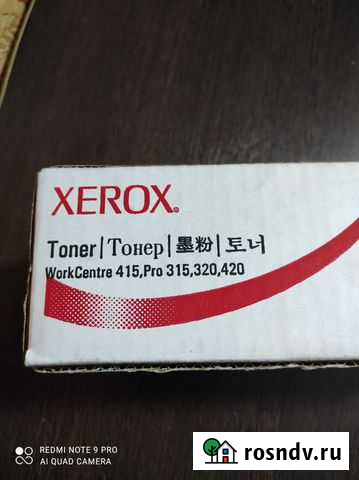 XEROX®
Toner|Тонер|墨粉|토너
WorkCentre 415,Pro 315,320,420
REDMI NOTE 9 PRO
AI QUAD CAMERA
rosndv.ru